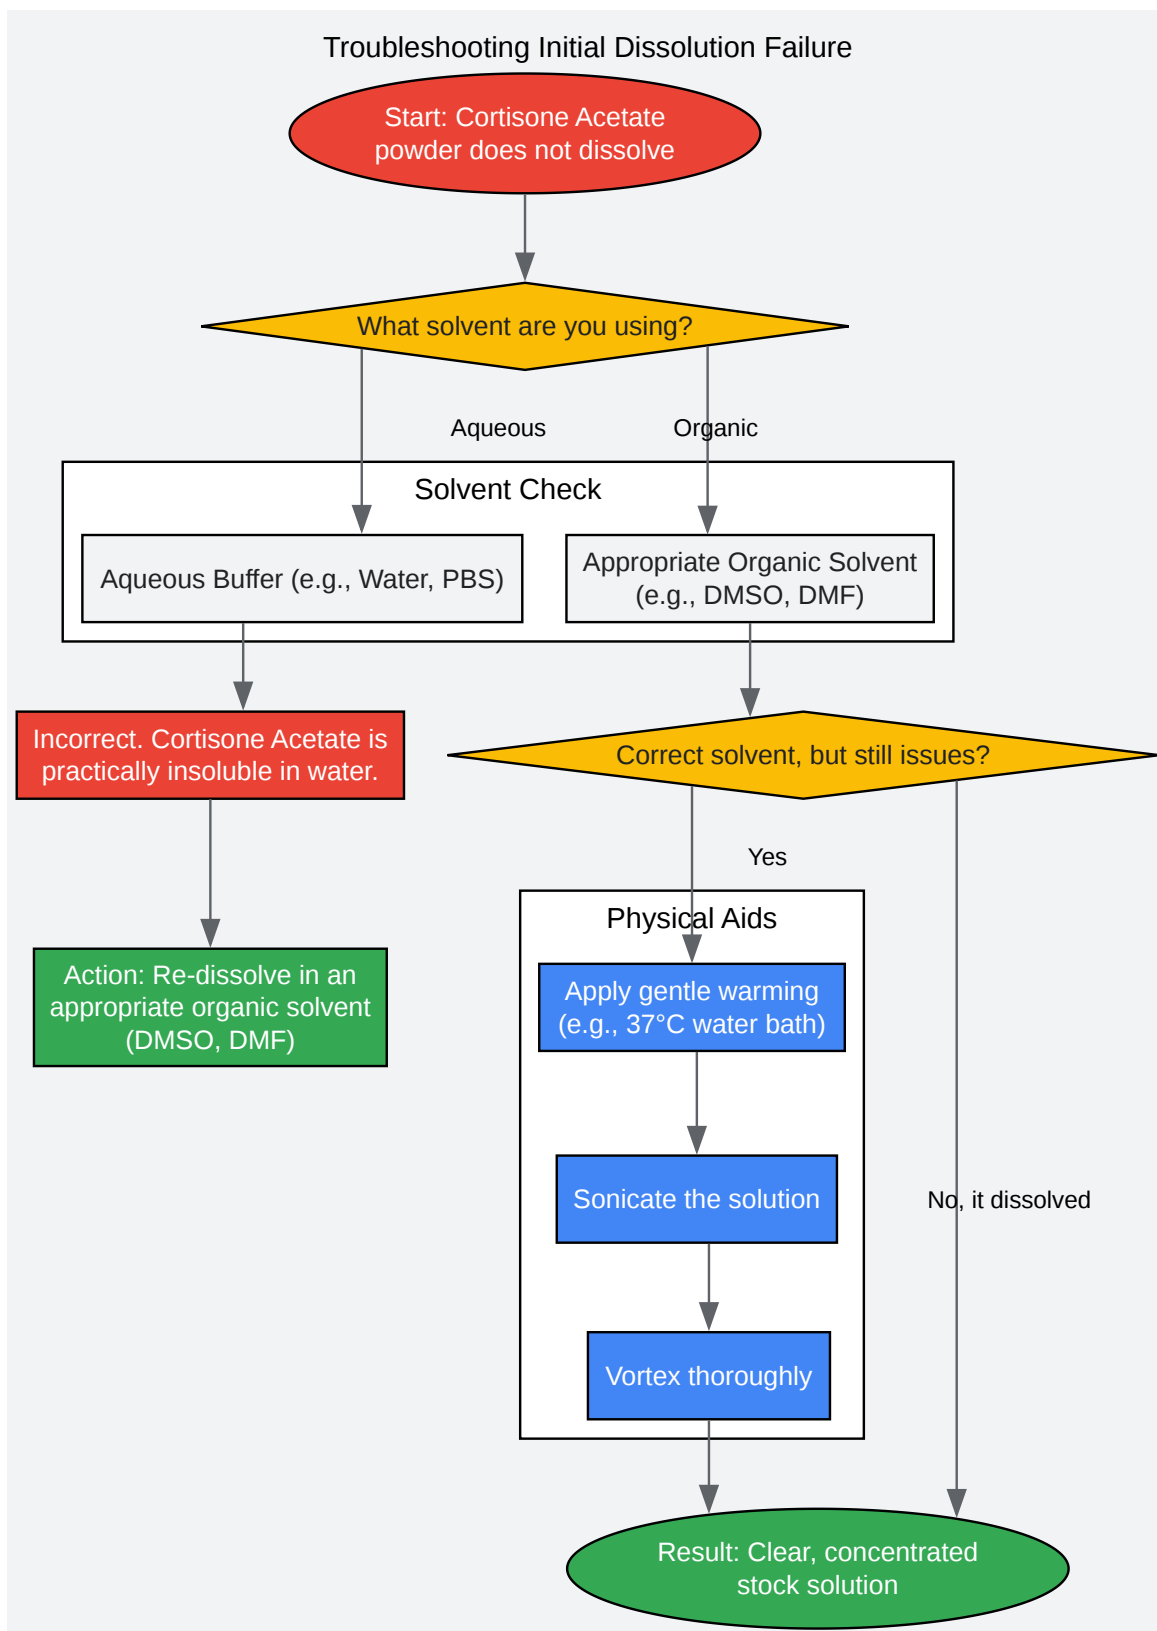 Troubleshooting Initial Dissolution Failure
Start: Cortisone Acetate
powder does not dissolve
What solvent are you using?
Aqueous
Organic
Solvent Check
Aqueous Buffer (e.g., Water, PBS)
Appropriate Organic Solvent
(e.g., DMSO, DMF)
Incorrect. Cortisone Acetate is
practically insoluble in water.
Correct solvent, but still issues?
Yes
Physical Aids
Action: Re-dissolve in an
appropriate organic solvent
(DMSO, DMF)
Apply gentle warming
(e.g., 37°C water bath)
Sonicate the solution
No, it dissolved
Vortex thoroughly
Result: Clear, concentrated
stock solution